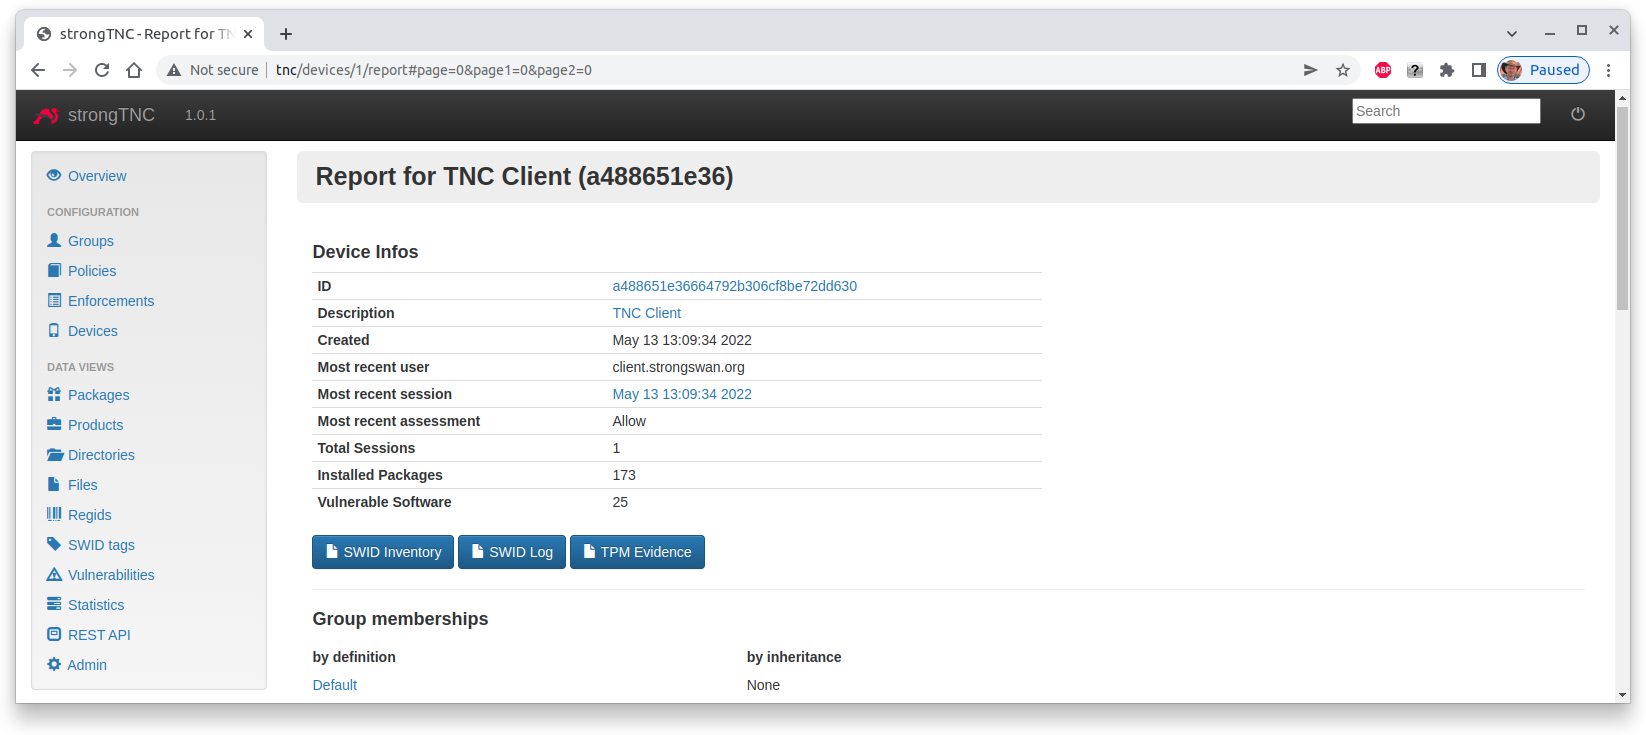 strongTNC - Report for TN
Not secure tnc/devices/1/report#page=0&page1=0&page2=0 ABP ? Paused
strongTNC 1.0.1 Search
Overview
CONFIGURATION
Groups
Policies
Enforcements
Devices
DATA VIEWS
Packages
Products
Directories
Files
Regids
SWID tags
Vulnerabilities
Statistics
REST API
Admin
Report for TNC Client (a488651e36)
Device Infos
ID a488651e36664792b306cf8be72dd630
Description TNC Client
Created May 13 13:09:34 2022
Most recent user client.strongswan.org
Most recent session May 13 13:09:34 2022
Most recent assessment Allow
Total Sessions 1
Installed Packages 173
Vulnerable Software 25
SWID Inventory SWID Log TPM Evidence
Group memberships
by definition by inheritance
Default None